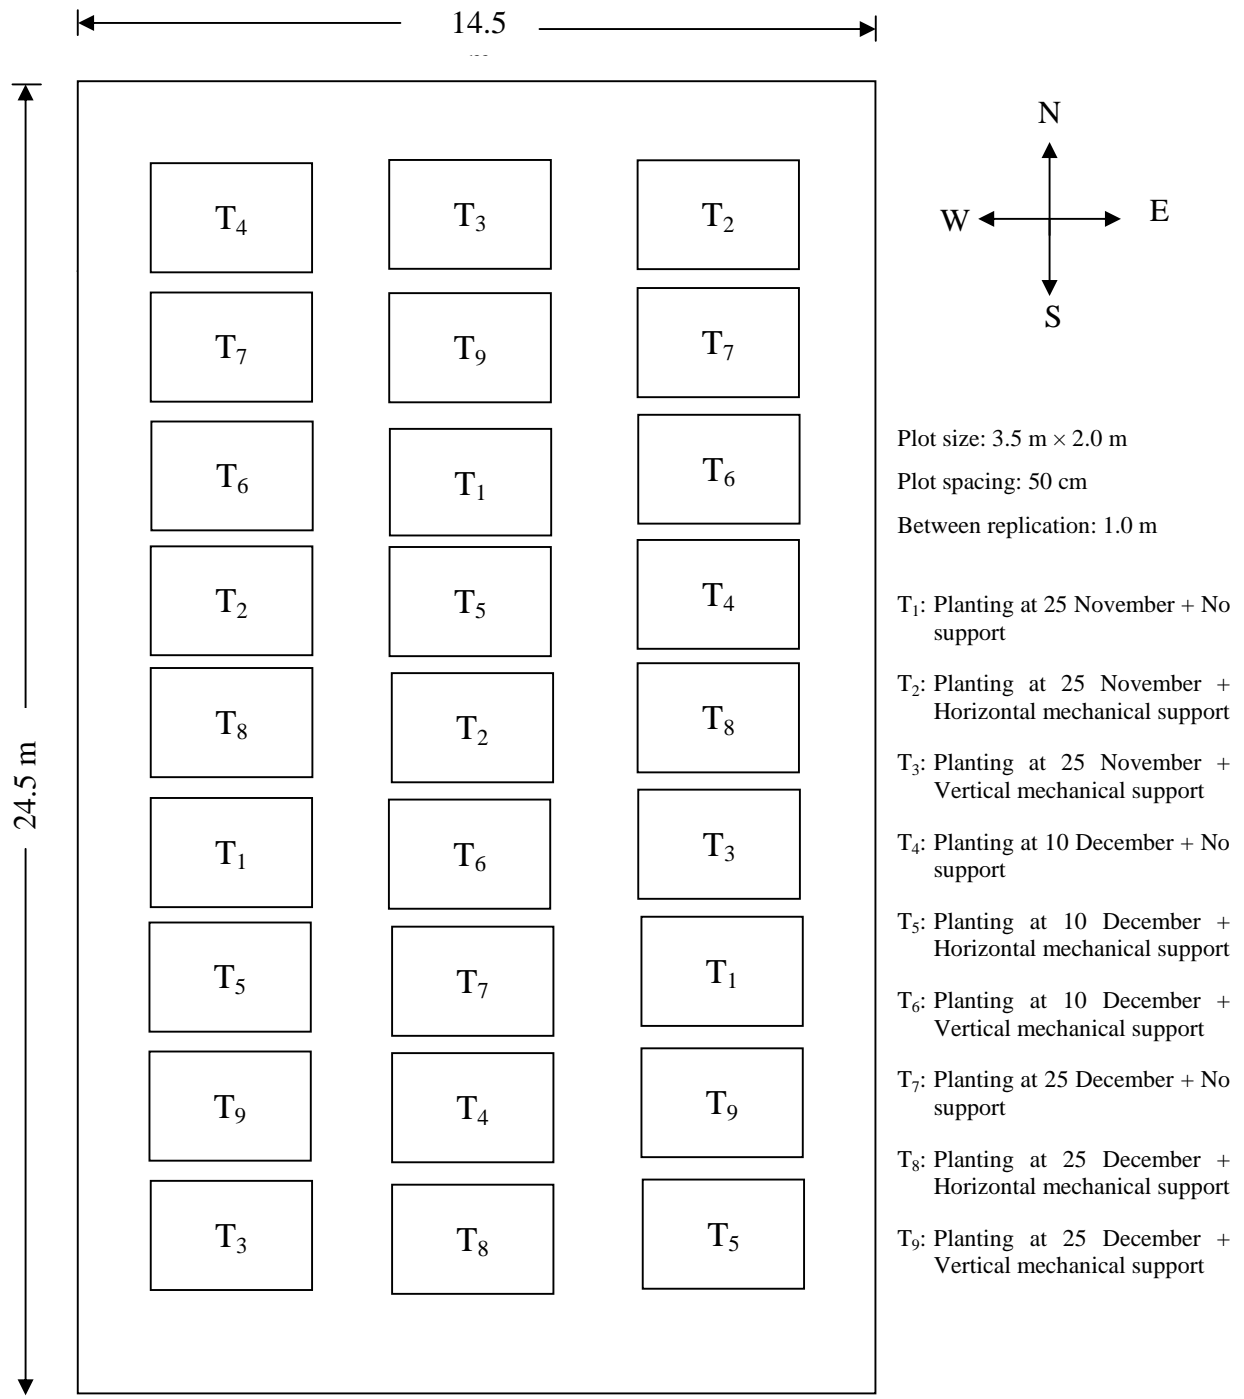 14.5
m
N
W
E
S
T4
T3
T2
T7
T9
T7
T6
T1
T6
T2
T5
T4
T8
T2
T8
T1
T6
T3
T5
T7
T1
T9
T4
T9
T3
T8
T5
24.5 m
Plot size: 3.5 m × 2.0 m
Plot spacing: 50 cm
Between replication: 1.0 m
T1: Planting at 25 November + No
support
T2: Planting at 25 November +
Horizontal mechanical support
T3: Planting at 25 November +
Vertical mechanical support
T4: Planting at 10 December + No
support
T5: Planting at 10 December +
Horizontal mechanical support
T6: Planting at 10 December +
Vertical mechanical support
T7: Planting at 25 December + No
support
T8: Planting at 25 December +
Horizontal mechanical support
T9: Planting at 25 December +
Vertical mechanical support